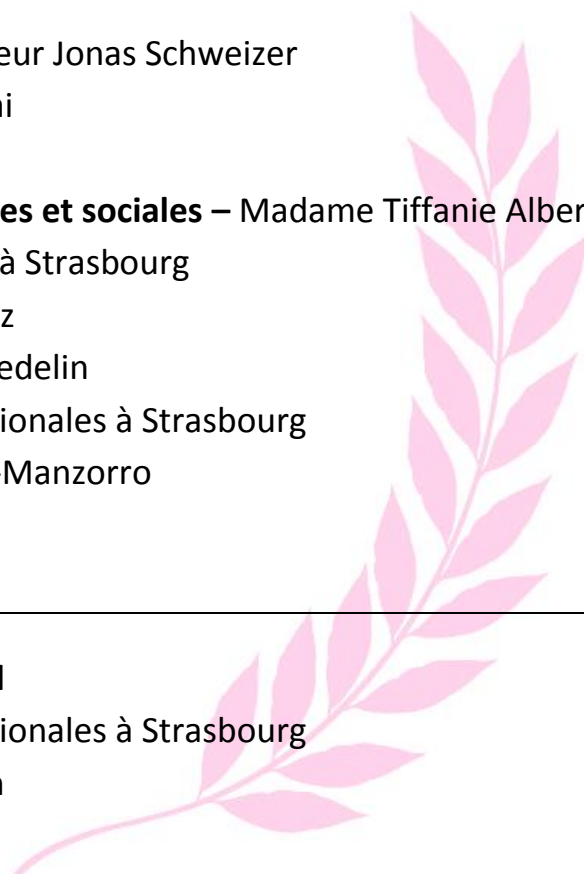 eur Jonas Schweizer
ni
es et sociales – Madame Tiffanie Alber
à Strasbourg
z
edelin
ionales à Strasbourg
-Manzorro
ionales à Strasbourg